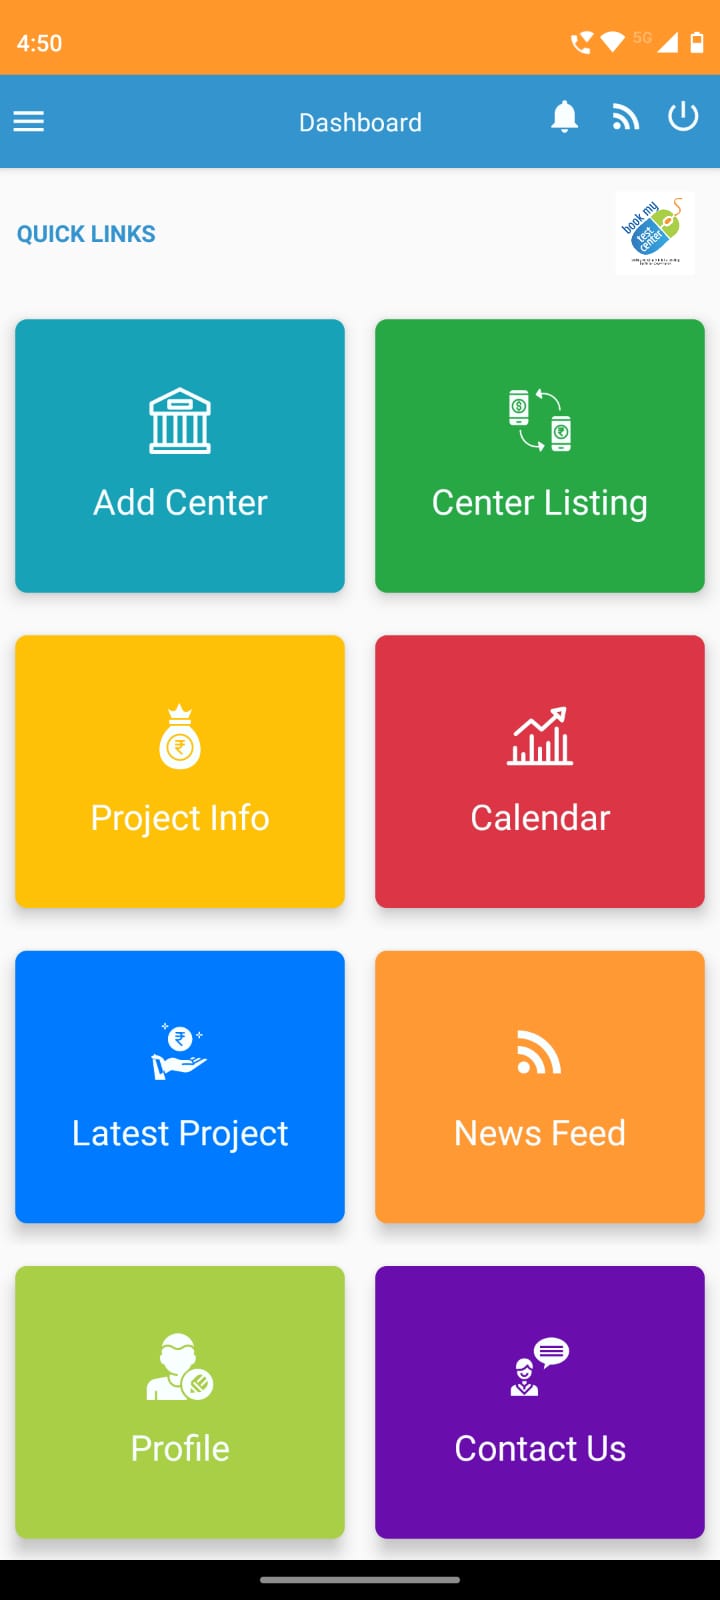 4:50
5G
Dashboard
QUICK LINKS
book my
test
center
Add Center
Center Listing
Project Info
Calendar
Latest Project
News Feed
Profile
Contact Us